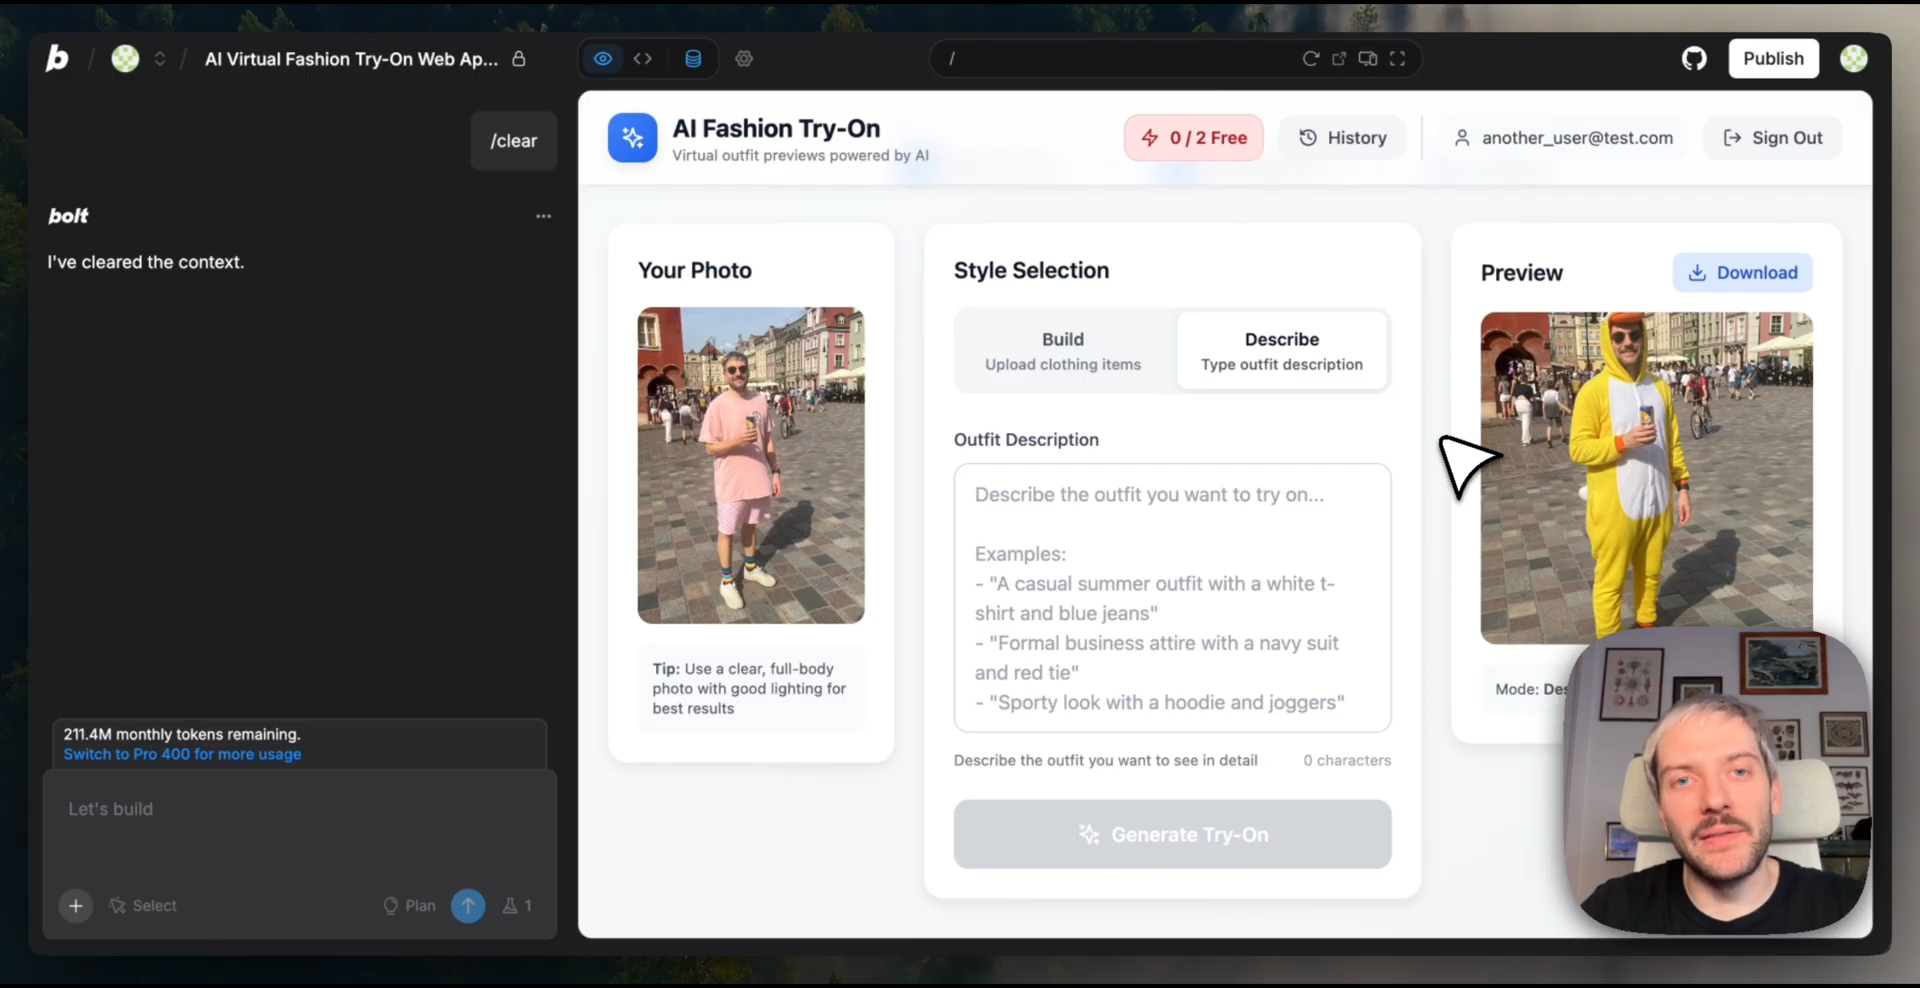 b / / AI Virtual Fashion Try-On Web Ap...
/
Publish
/clear
bolt
I've cleared the context.
211.4M monthly tokens remaining.
Switch to Pro 400 for more usage
Let's build
Select
Plan
1
AI Fashion Try-On
Virtual outfit previews powered by AI
0 / 2 Free
History
another_user@test.com
Sign Out
Your Photo
Tip: Use a clear, full-body
photo with good lighting for
best results
Style Selection
Build
Upload clothing items
Describe
Type outfit description
Outfit Description
Describe the outfit you want to try on...
Examples:
- "A casual summer outfit with a white t-
shirt and blue jeans"
- "Formal business attire with a navy suit
and red tie"
- "Sporty look with a hoodie and joggers"
Describe the outfit you want to see in detail
0 characters
Generate Try-On
Preview
Download
Mode: Des